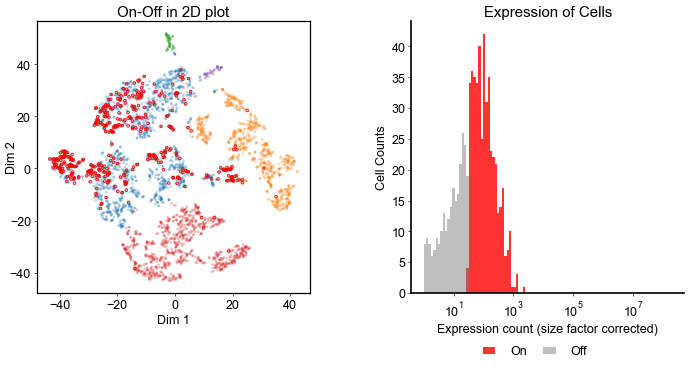 On-Off in 2D plot
Dim 2
40
20
0
−20
−40
−40 −20 0 20 40
Dim 1
Expression of Cells
Cell Counts
40
35
30
25
20
15
10
5
0
10^1 10^3 10^5 10^7
Expression count (size factor corrected)
On Off